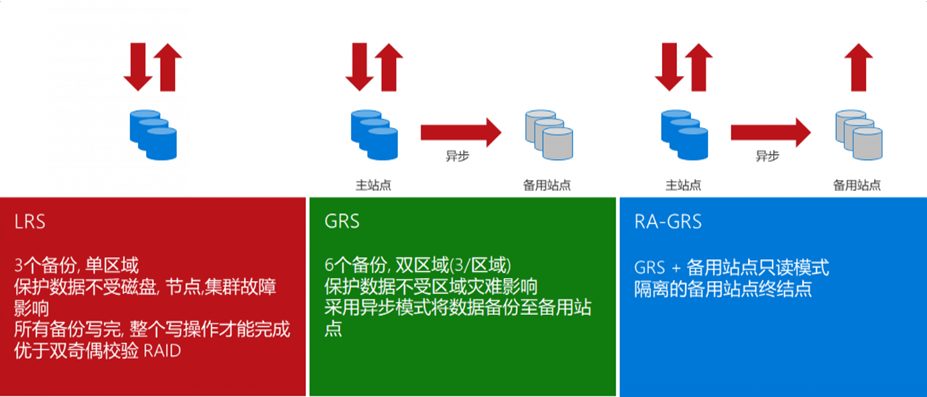 异步
主站点
备用站点
异步
主站点
备用站点
LRS
3个备份, 单区域
保护数据不受磁盘, 节点,集群故障
影响
所有备份写完, 整个写操作才能完成
优于双奇偶校验 RAID
GRS
6个备份, 双区域(3/区域)
保护数据不受区域灾难影响
采用异步模式将数据备份至备用站
点
RA-GRS
GRS + 备用站点只读模式
隔离的备用站点终结点